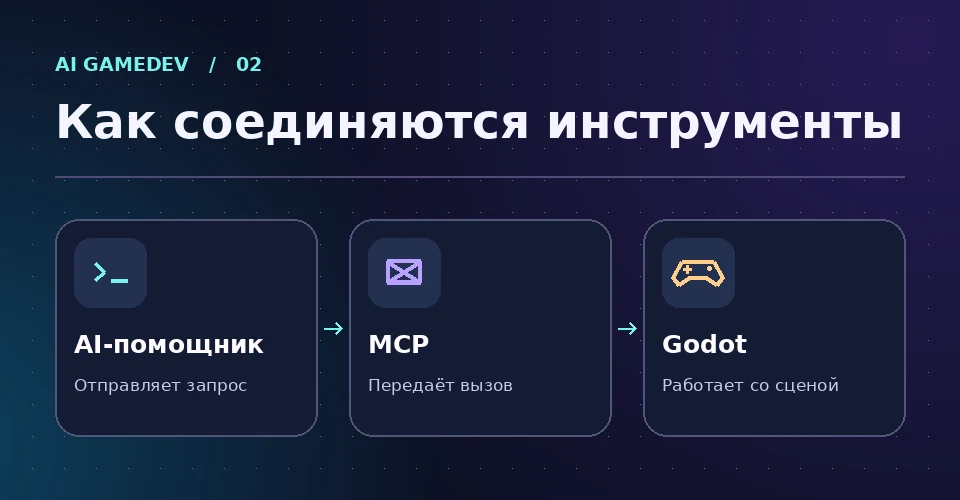 AI GAMEDEV / 02
Как соединяются инструменты
AI-помощник
Отправляет запрос
→
MCP
Передаёт вызов
→
Godot
Работает со сценой